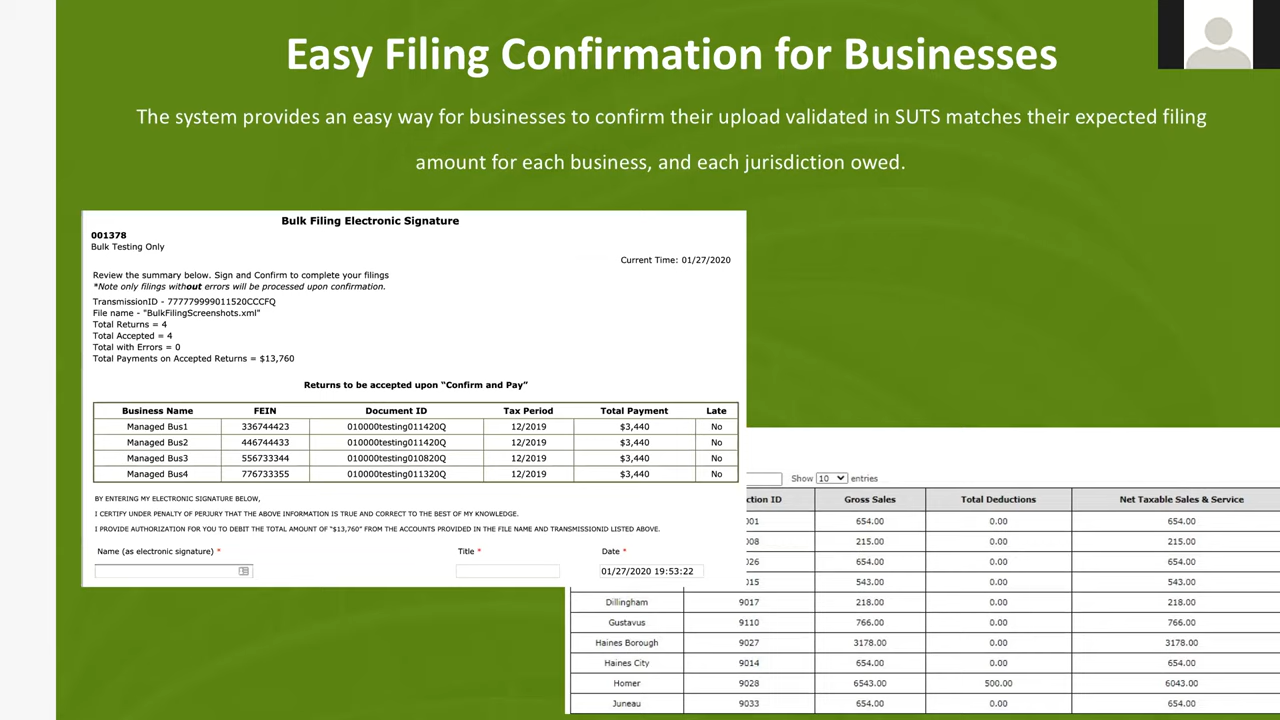 Easy Filing Confirmation for Businesses
The system provides an easy way for businesses to confirm their upload validated in SUTS matches their expected filing
amount for each business, and each jurisdiction owed.
Bulk Filing Electronic Signature
001378
Bulk Testing Only
Current Time: 01/27/2020
Review the summary below. Sign and Confirm to complete your filings
*Note only filings without errors will be processed upon confirmation.
TransmissionID - 777779999011520CCCFQ
File name - "BulkFilingScreenshots.xml"
Total Returns = 4
Total Accepted = 4
Total with Errors = 0
Total Payments on Accepted Returns = $13,760
Returns to be accepted upon “Confirm and Pay”
Business Name FEIN Document ID Tax Period Total Payment Late
Managed Bus1 336744423 010000testing011420Q 12/2019 $3,440 No
Managed Bus2 446744433 010000testing011420Q 12/2019 $3,440 No
Managed Bus3 556733344 010000testing010820Q 12/2019 $3,440 No
Managed Bus4 776733355 010000testing011320Q 12/2019 $3,440 No
BY ENTERING MY ELECTRONIC SIGNATURE BELOW,
I CERTIFY UNDER PENALTY OF PERJURY THAT THE ABOVE INFORMATION IS TRUE AND CORRECT TO THE BEST OF MY KNOWLEDGE.
I PROVIDE AUTHORIZATION FOR YOU TO DEBIT THE TOTAL AMOUNT OF “$13,760” FROM THE ACCOUNTS PROVIDED IN THE FILE NAME AND TRANSMISSIONID LISTED ABOVE.
Name (as electronic signature) * Title * Date *
01/27/2020 19:53:22
Show 10 entries
ction ID Gross Sales Total Deductions Net Taxable Sales & Service
001 654.00 0.00 654.00
008 215.00 0.00 215.00
026 654.00 0.00 654.00
015 543.00 0.00 543.00
Dillingham 9017 218.00 0.00 218.00
Gustavus 9110 766.00 0.00 766.00
Haines Borough 9027 3178.00 0.00 3178.00
Haines City 9014 654.00 0.00 654.00
Homer 9028 6543.00 500.00 6043.00
Juneau 9033 654.00 0.00 654.00